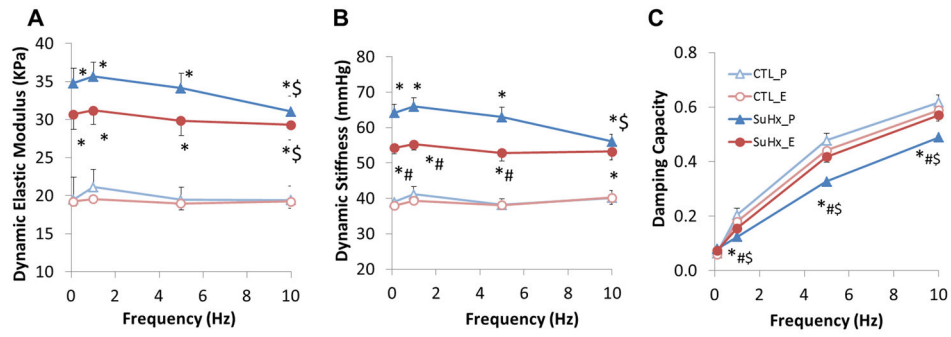 A
Dynamic Elastic Modulus (KPa)
40
35
30
25
20
15
10
* * * *$
* * * *$
0 2 4 6 8 10
Frequency (Hz)
B
Dynamic Stiffness (mmHg)
80
70
60
50
40
30
20
* * * *$
*# *# *# *
0 2 4 6 8 10
Frequency (Hz)
C
Damping Capacity
0.8
0.6
0.4
0.2
0.0
CTL_P
CTL_E
SuHx_P
SuHx_E
*#$
*#$
*#$
0 2 4 6 8 10
Frequency (Hz)